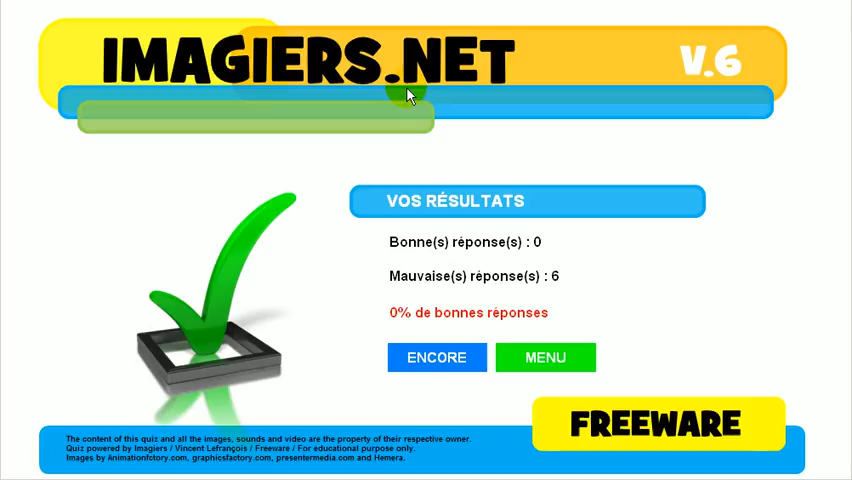 IMAGIERS.NET
V.6
VOS RÉSULTATS
Bonne(s) réponse(s) : 0
Mauvaise(s) réponse(s) : 6
0% de bonnes réponses
ENCORE
MENU
FREEWARE
The content of this quiz and all the images, sounds and video are the property of their respective owner.
Quiz powered by Imagiers / Vincent Lefrançois / Freeware / For educational purpose only.
Images by Animationfctory.com, graphicsfactory.com, presentermedia.com and Hemera.